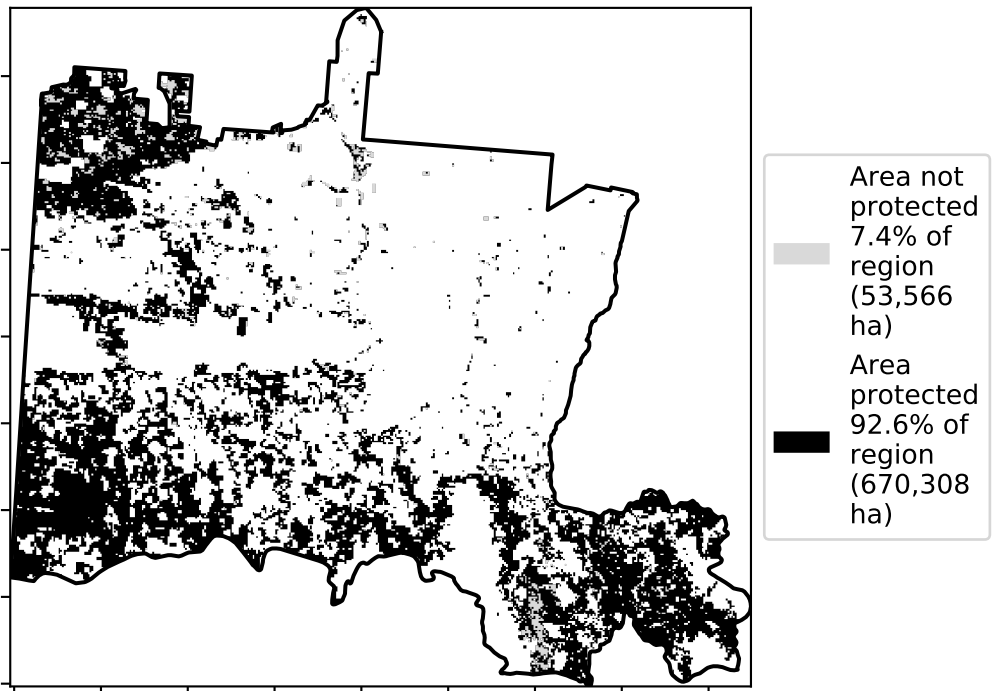 Area not
protected
7.4% of
region
(53,566
ha)
Area
protected
92.6% of
region
(670,308
ha)